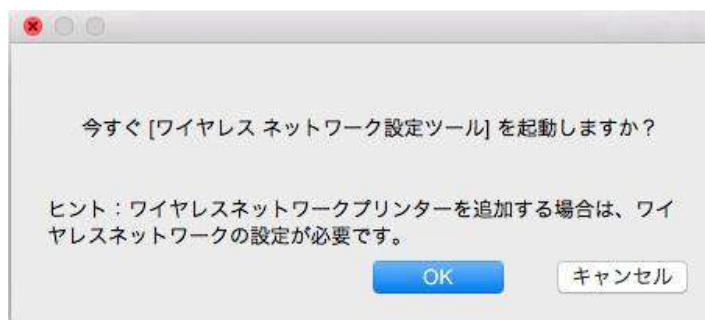 今すぐ [ワイヤレス ネットワーク設定ツール] を起動しますか？
ヒント：ワイヤレスネットワークプリンターを追加する場合は、ワイ
ヤレスネットワークの設定が必要です。
OK
キャンセル